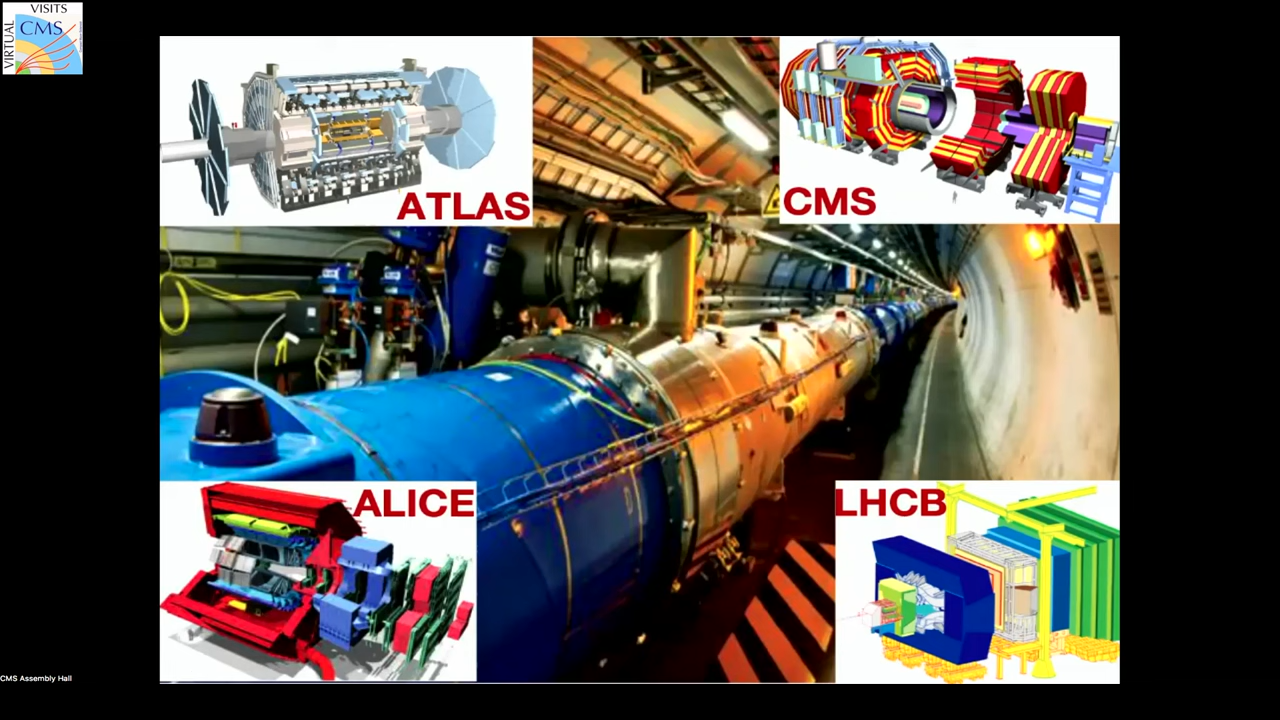 VISITS
VIRTUAL
CMS
ATLAS
CMS
ALICE
LHCB
CMS Assembly Hall